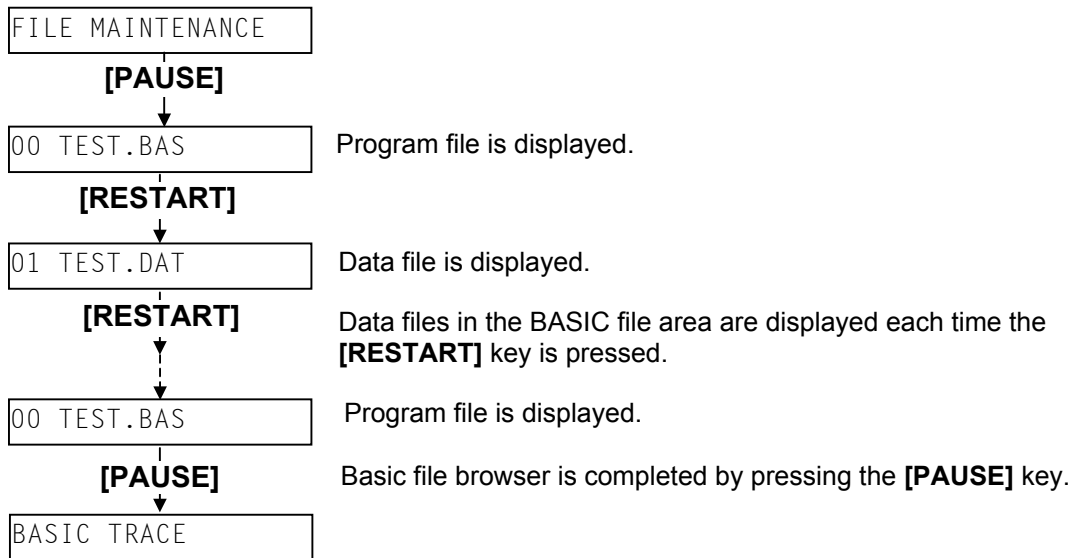 FILE MAINTENANCE
[PAUSE]
00 TEST.BAS
Program file is displayed.
[RESTART]
01 TEST.DAT
Data file is displayed.
[RESTART]
Data files in the BASIC file area are displayed each time the
[RESTART] key is pressed.
00 TEST.BAS
Program file is displayed.
[PAUSE]
Basic file browser is completed by pressing the [PAUSE] key.
BASIC TRACE